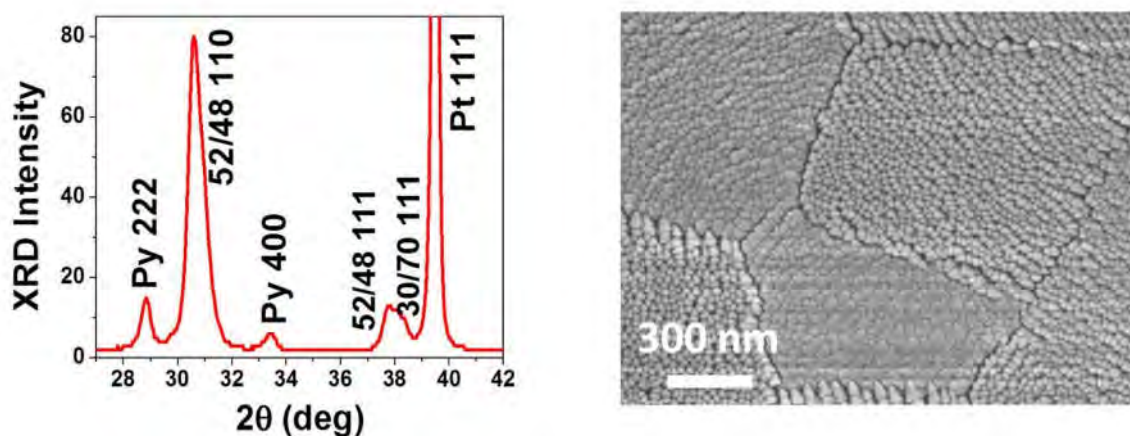 XRD Intensity
80
60
40
20
0
Py 222
52/48 110
Py 400
52/48 111
30/70 111
Pt 111
28 30 32 34 36 38 40 42
2θ (deg)
300 nm